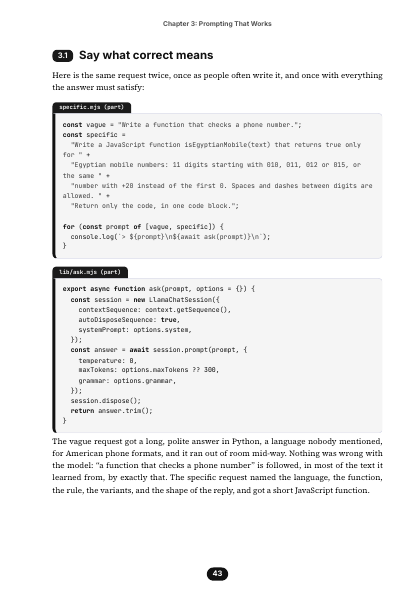 Chapter 3: Prompting That Works
3.1 Say what correct means
Here is the same request twice, once as people often write it, and once with everything
the answer must satisfy:
specific.mjs (part)
const vague = "Write a function that checks a phone number.";
const specific =
  "Write a JavaScript function isEgyptianMobile(text) that returns true only
for " +
  "Egyptian mobile numbers: 11 digits starting with 010, 011, 012 or 015, or
the same " +
  "number with +20 instead of the first 0. Spaces and dashes between digits are
allowed. " +
  "Return only the code, in one code block.";
for (const prompt of [vague, specific]) {
  console.log(`> ${prompt}\n${await ask(prompt)}\n`);
}
lib/ask.mjs (part)
export async function ask(prompt, options = {}) {
  const session = new LlamaChatSession({
    contextSequence: context.getSequence(),
    autoDisposeSequence: true,
    systemPrompt: options.system,
  });
  const answer = await session.prompt(prompt, {
    temperature: 0,
    maxTokens: options.maxTokens ?? 300,
    grammar: options.grammar,
  });
  session.dispose();
  return answer.trim();
}
The vague request got a long, polite answer in Python, a language nobody mentioned,
for American phone formats, and it ran out of room mid-way. Nothing was wrong with
the model: “a function that checks a phone number” is followed, in most of the text it
learned from, by exactly that. The specific request named the language, the function,
the rule, the variants, and the shape of the reply, and got a short JavaScript function.
43